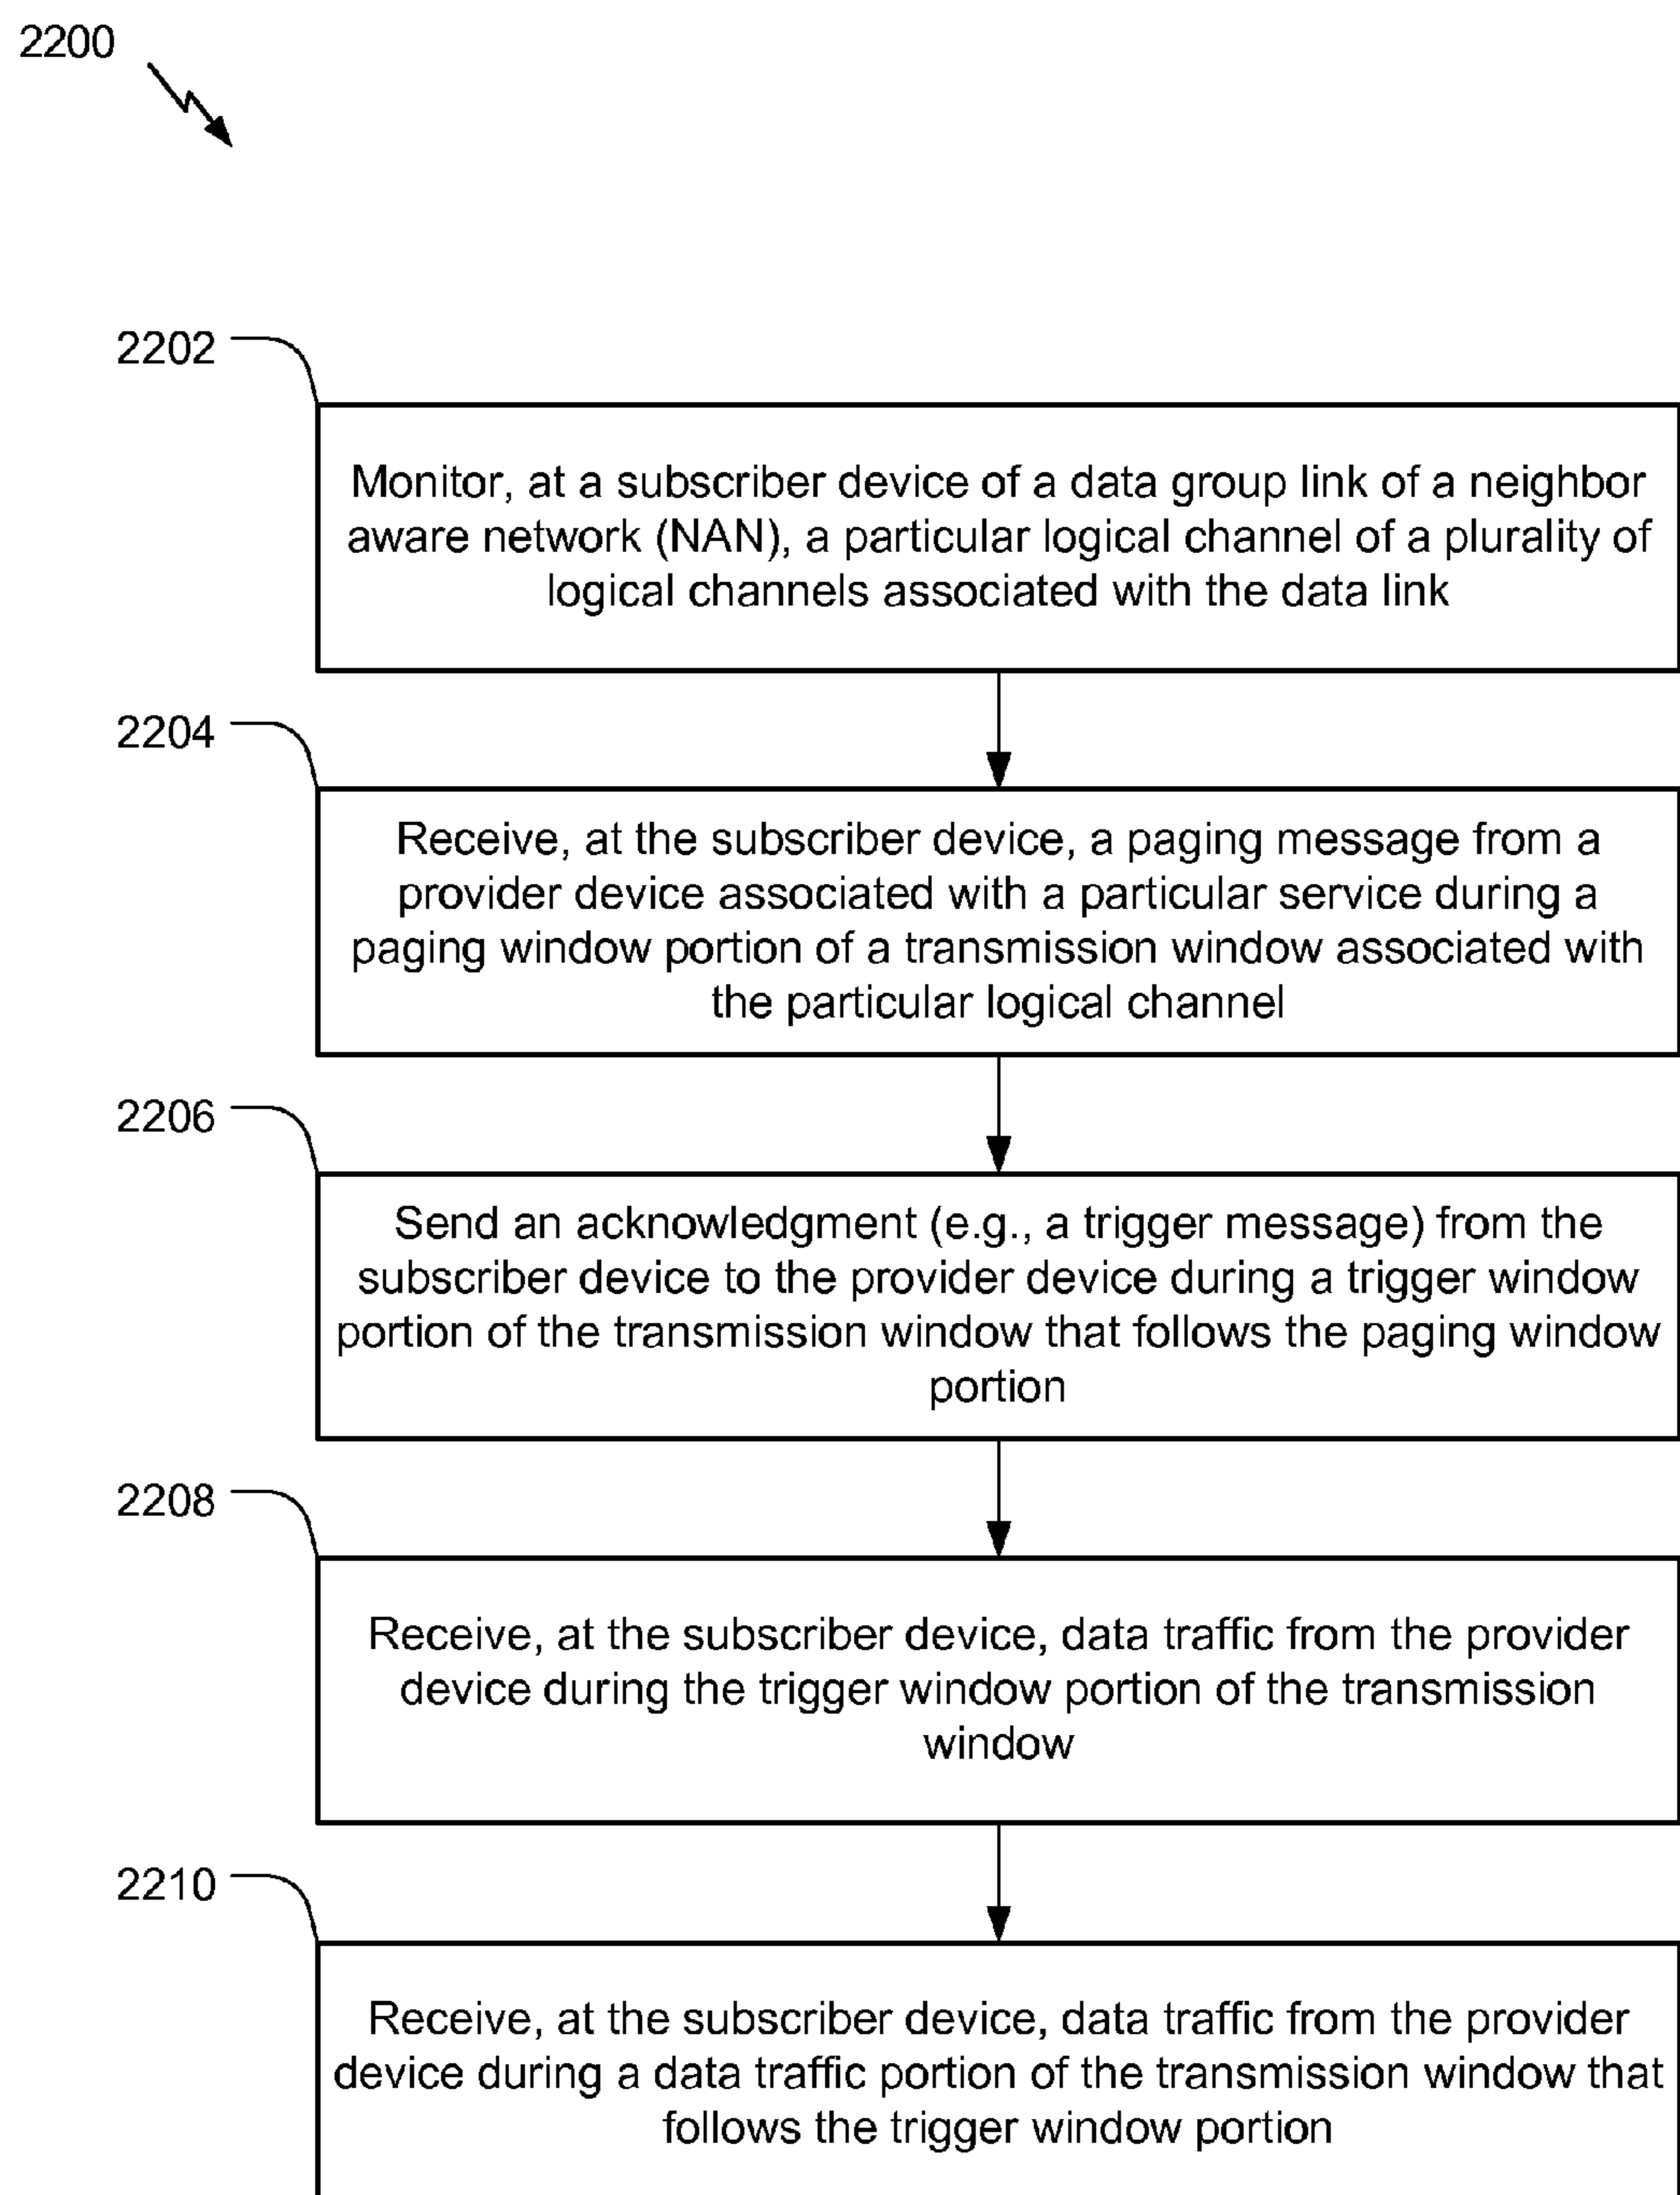 2200
2202
Monitor, at a subscriber device of a data group link of a neighbor
aware network (NAN), a particular logical channel of a plurality of
logical channels associated with the data link
2204
Receive, at the subscriber device, a paging message from a
provider device associated with a particular service during a
paging window portion of a transmission window associated with
the particular logical channel
2206
Send an acknowledgment (e.g., a trigger message) from the
subscriber device to the provider device during a trigger window
portion of the transmission window that follows the paging window
portion
2208
Receive, at the subscriber device, data traffic from the provider
device during the trigger window portion of the transmission
window
2210
Receive, at the subscriber device, data traffic from the provider
device during a data traffic portion of the transmission window that
follows the trigger window portion